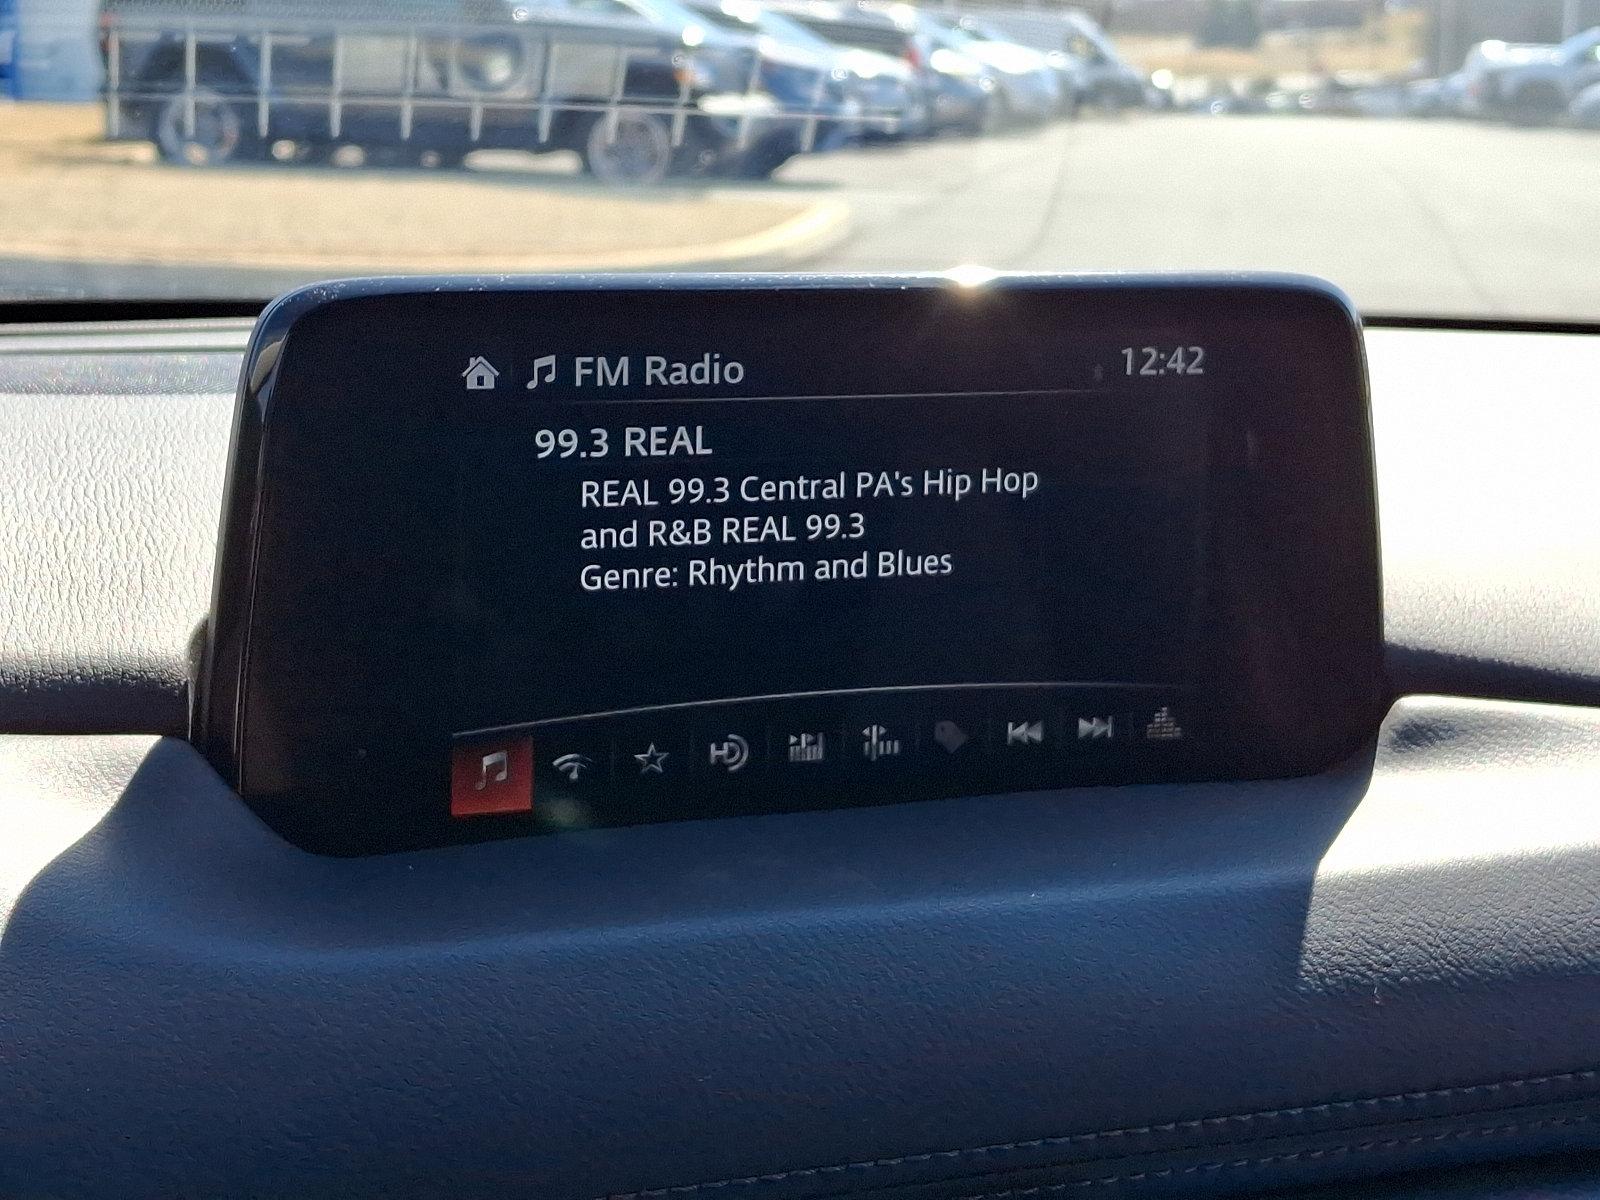 FM Radio
12:42
99.3 REAL
REAL 99.3 Central PA's Hip Hop
and R&B REAL 99.3
Genre: Rhythm and Blues
HD